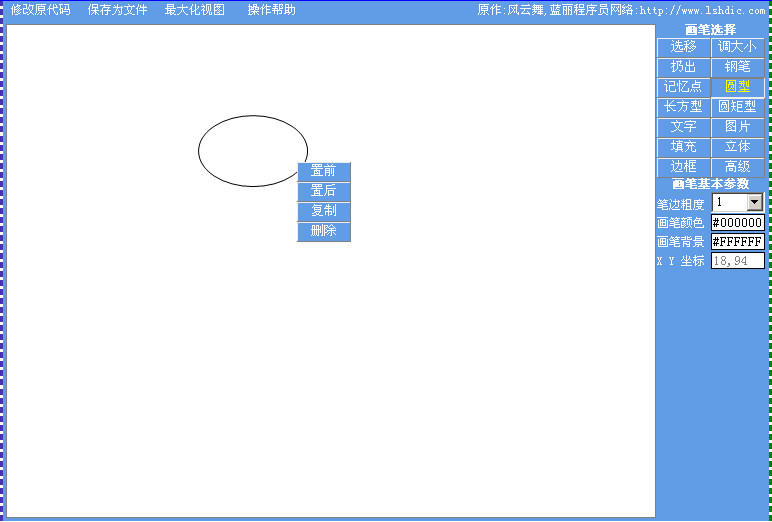 修改原代码 保存为文件 最大化视图 操作帮助 原作:风云舞,蓝丽程序员网络:http://www.lshdic.com
画笔选择
选移 调大小
扔出 钢笔
记忆点 圆型
长方型 圆矩型
文字 图片
填充 立体
边框 高级
画笔基本参数
笔边粗度 1
画笔颜色 #000000
画笔背景 #FFFFFF
X Y 坐标 18,94
置前
置后
复制
删除